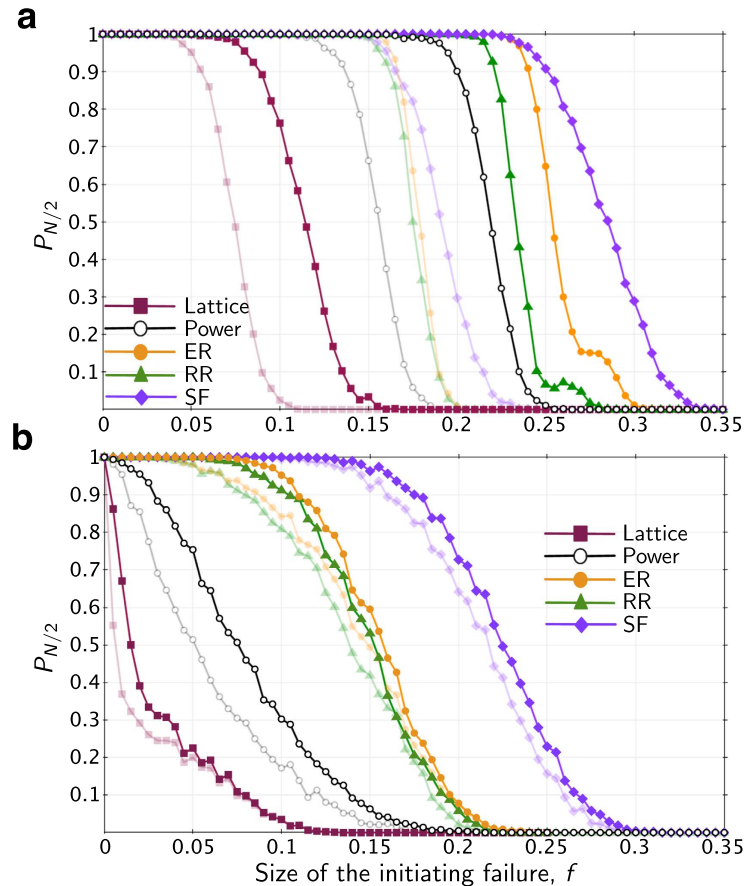 a
1
0.9
0.8
0.7
0.6
0.5
0.4
0.3
0.2
0.1
P_{N/2}
Lattice
Power
ER
RR
SF
0 0.05 0.1 0.15 0.2 0.25 0.3 0.35
b
1
0.9
0.8
0.7
0.6
0.5
0.4
0.3
0.2
0.1
P_{N/2}
Lattice
Power
ER
RR
SF
0 0.05 0.1 0.15 0.2 0.25 0.3 0.35
Size of the initiating failure, f